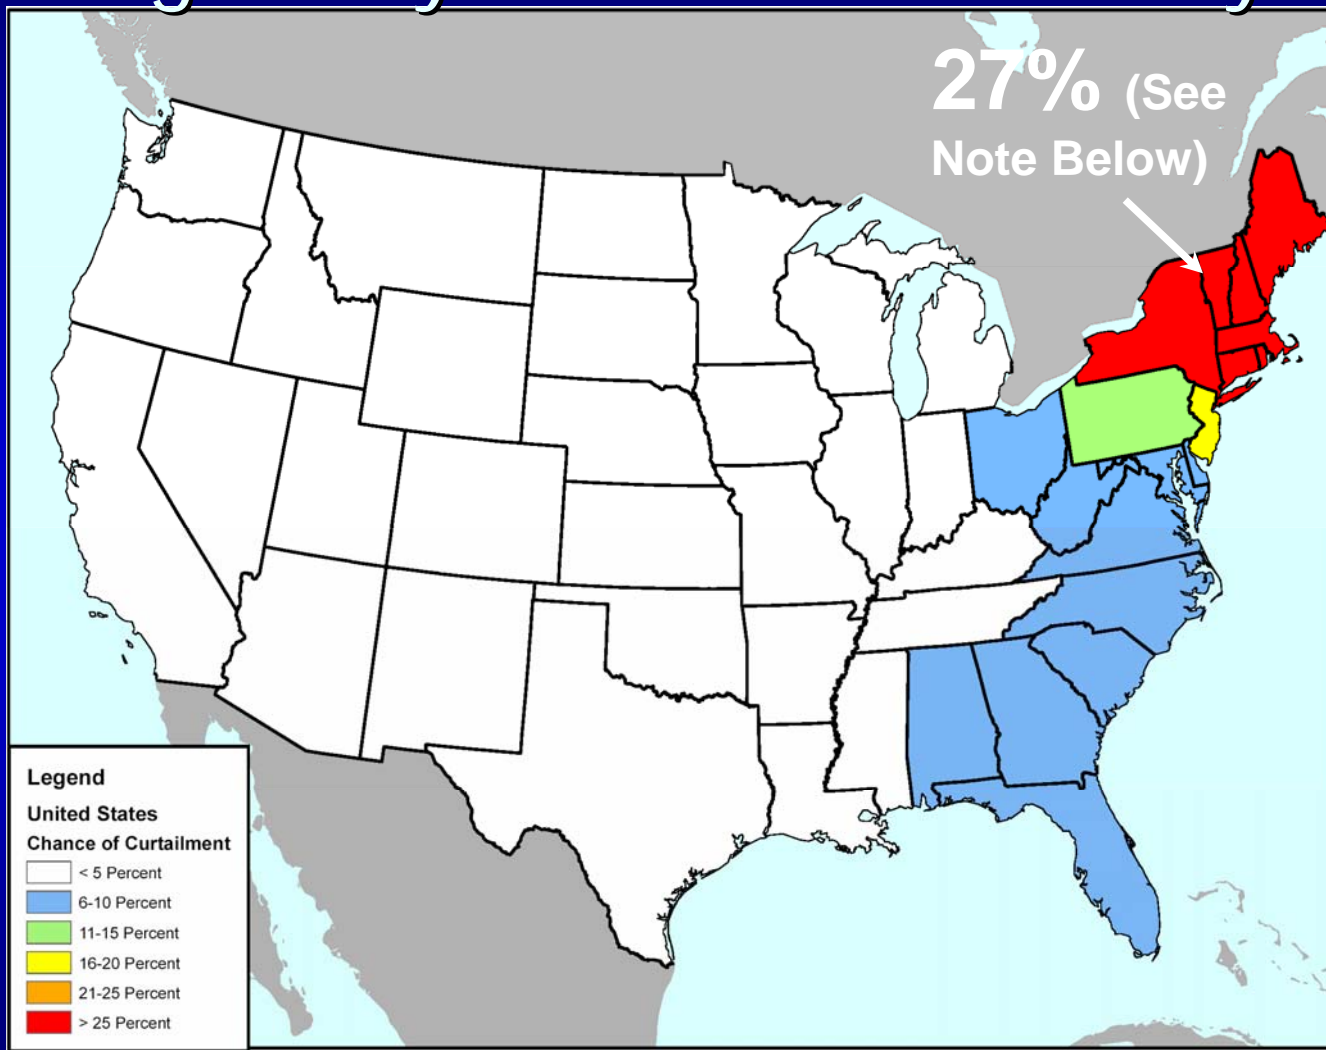 27% (See
Note Below)
Legend
United States
Chance of Curtailment
< 5 Percent
6-10 Percent
11-15 Percent
16-20 Percent
21-25 Percent
> 25 Percent